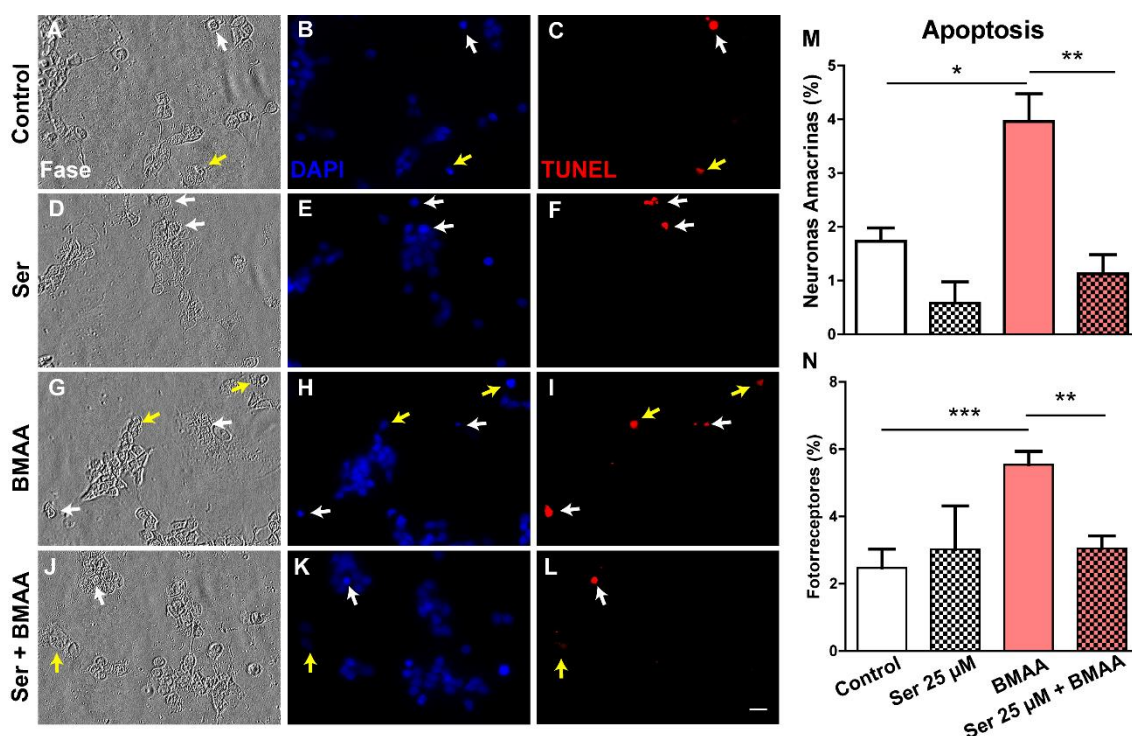 Control
A
Fase
B
DAPI
C
TUNEL
Ser
D
E
F
BMAA
G
H
I
Ser + BMAA
J
K
L
M
Apoptosis
Neuronas Amacrinas (%)
5
4
3
2
1
0
*
**
N
Fotorreceptores (%)
8
6
4
2
0
***
**
Control
Ser 25 µM
BMAA
Ser 25 µM + BMAA